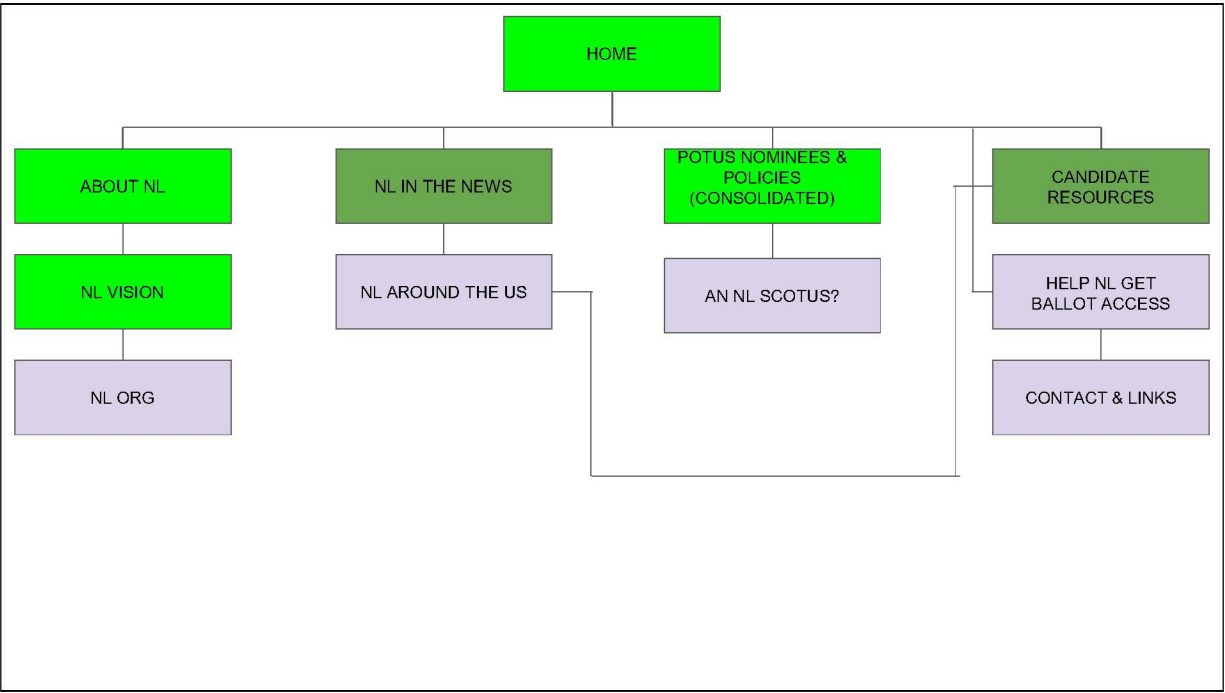 HOME
ABOUT NL
NL IN THE NEWS
POTUS NOMINEES &
POLICIES
(CONSOLIDATED)
CANDIDATE
RESOURCES
NL VISION
NL AROUND THE US
AN NL SCOTUS?
HELP NL GET
BALLOT ACCESS
NL ORG
CONTACT & LINKS